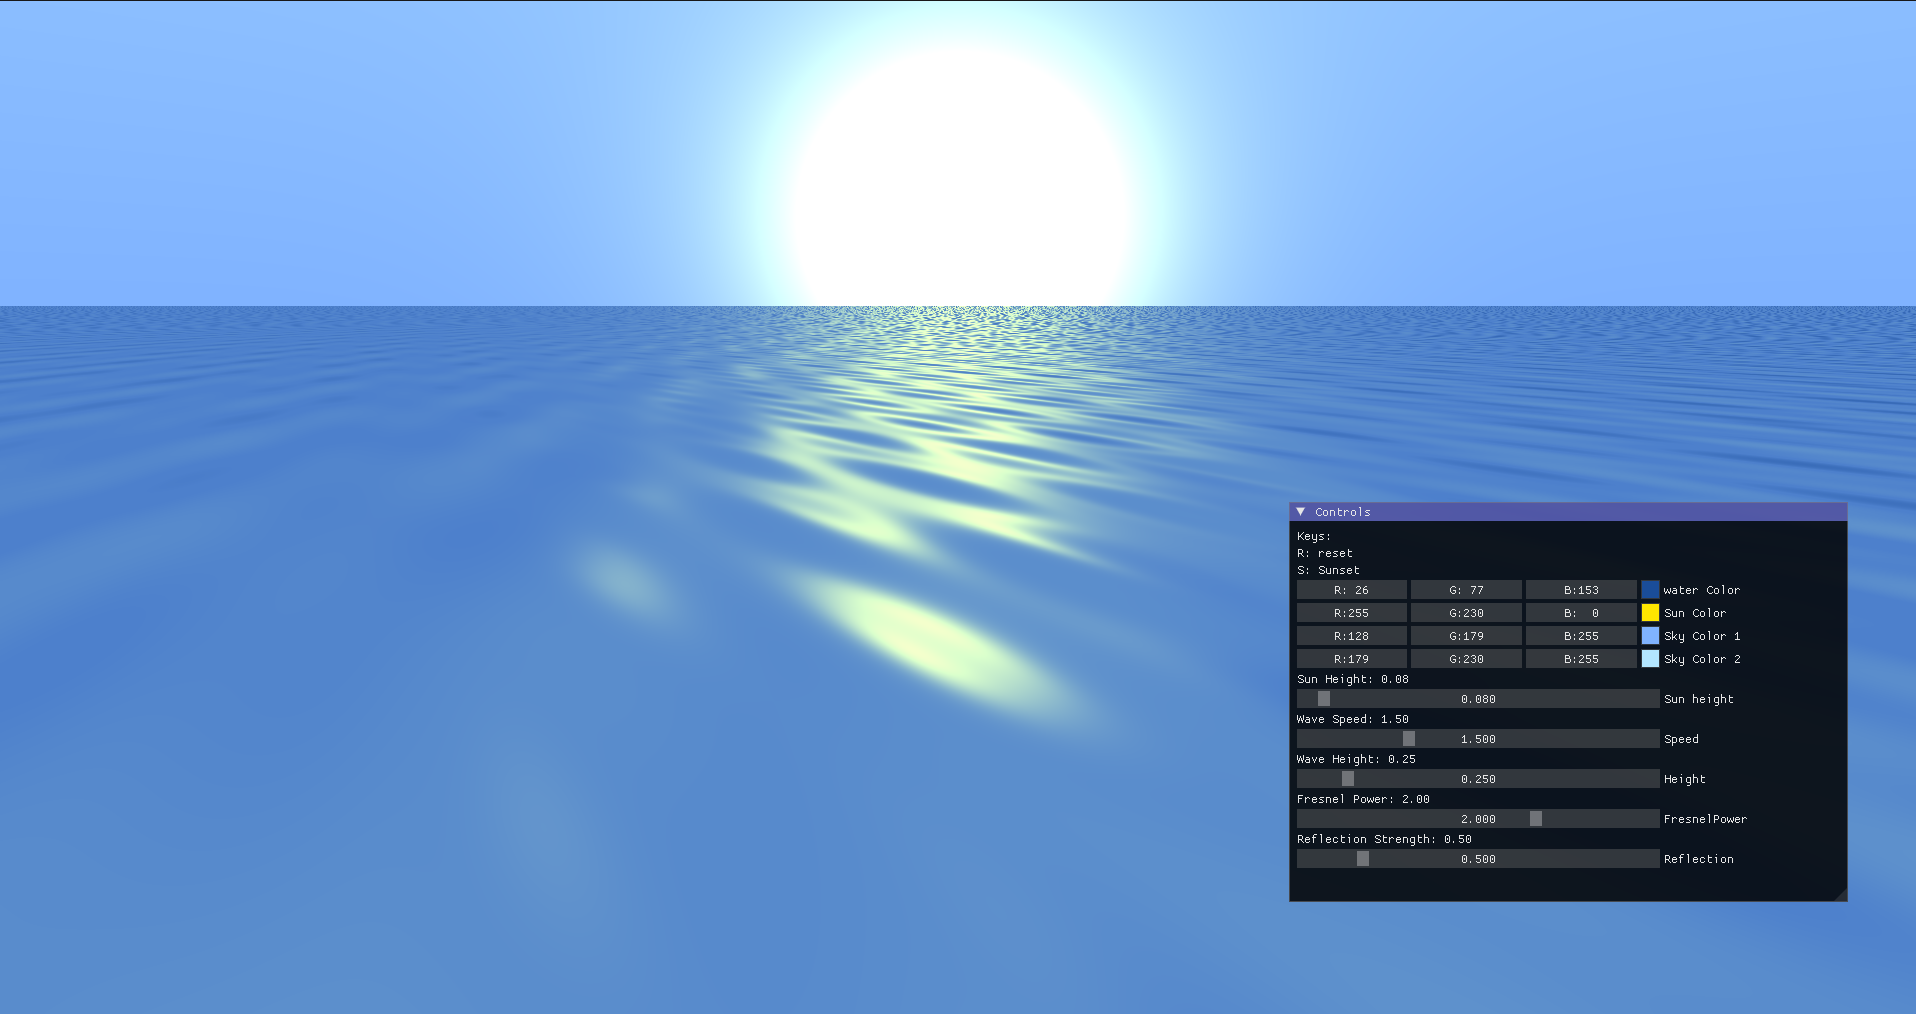 Controls
Keys:
R: reset
S: Sunset
R: 26 G: 77 B:153 water Color
R:255 G:230 B: 0 Sun Color
R:128 G:179 B:255 Sky Color 1
R:179 G:230 B:255 Sky Color 2
Sun Height: 0.08
0.080 Sun height
Wave Speed: 1.50
1.500 Speed
Wave Height: 0.25
0.250 Height
Fresnel Power: 2.00
2.000 FresnelPower
Reflection Strength: 0.50
0.500 Reflection